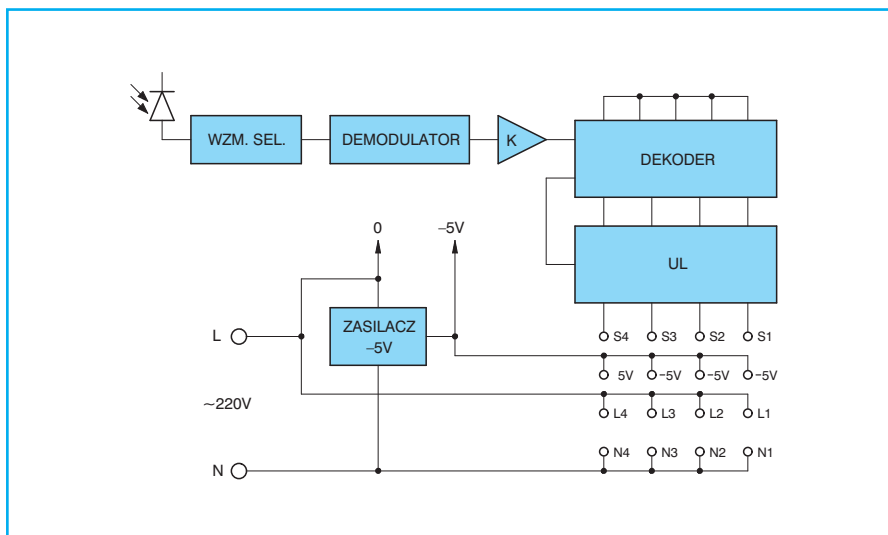 WZM. SEL.
DEMODULATOR
K
DEKODER
0
–5V
UL
L
ZASILACZ
–5V
S4 S3 S2 S1
5V –5V –5V –5V
~220V
L4 L3 L2 L1
N
N4 N3 N2 N1